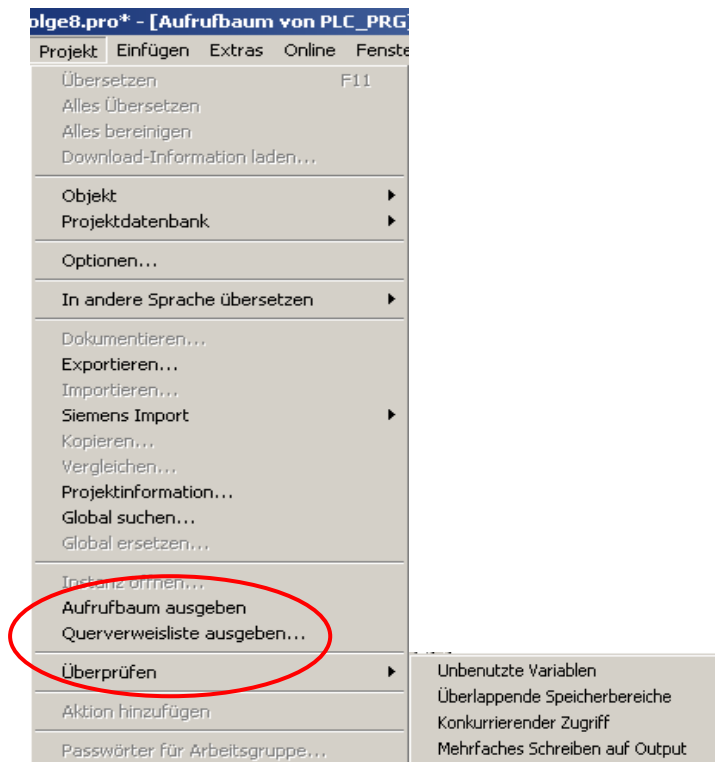 olge8.pro* - [Aufrufbaum von PLC_PRG]
Projekt Einfügen Extras Online Fenste
Übersetzen F11
Alles Übersetzen
Alles bereinigen
Download-Information laden...
Objekt
Projektdatenbank
Optionen...
In andere Sprache übersetzen
Dokumentieren...
Exportieren...
Importieren...
Siemens Import
Kopieren...
Vergleichen...
Projektinformation...
Global suchen...
Global ersetzen...
Instanz öffnen...
Aufrufbaum ausgeben
Querverweisliste ausgeben...
Überprüfen
Unbenutzte Variablen
Überlappende Speicherbereiche
Konkurrierender Zugriff
Mehrfaches Schreiben auf Output
Aktion hinzufügen
Passwörter für Arbeitsgruppe...